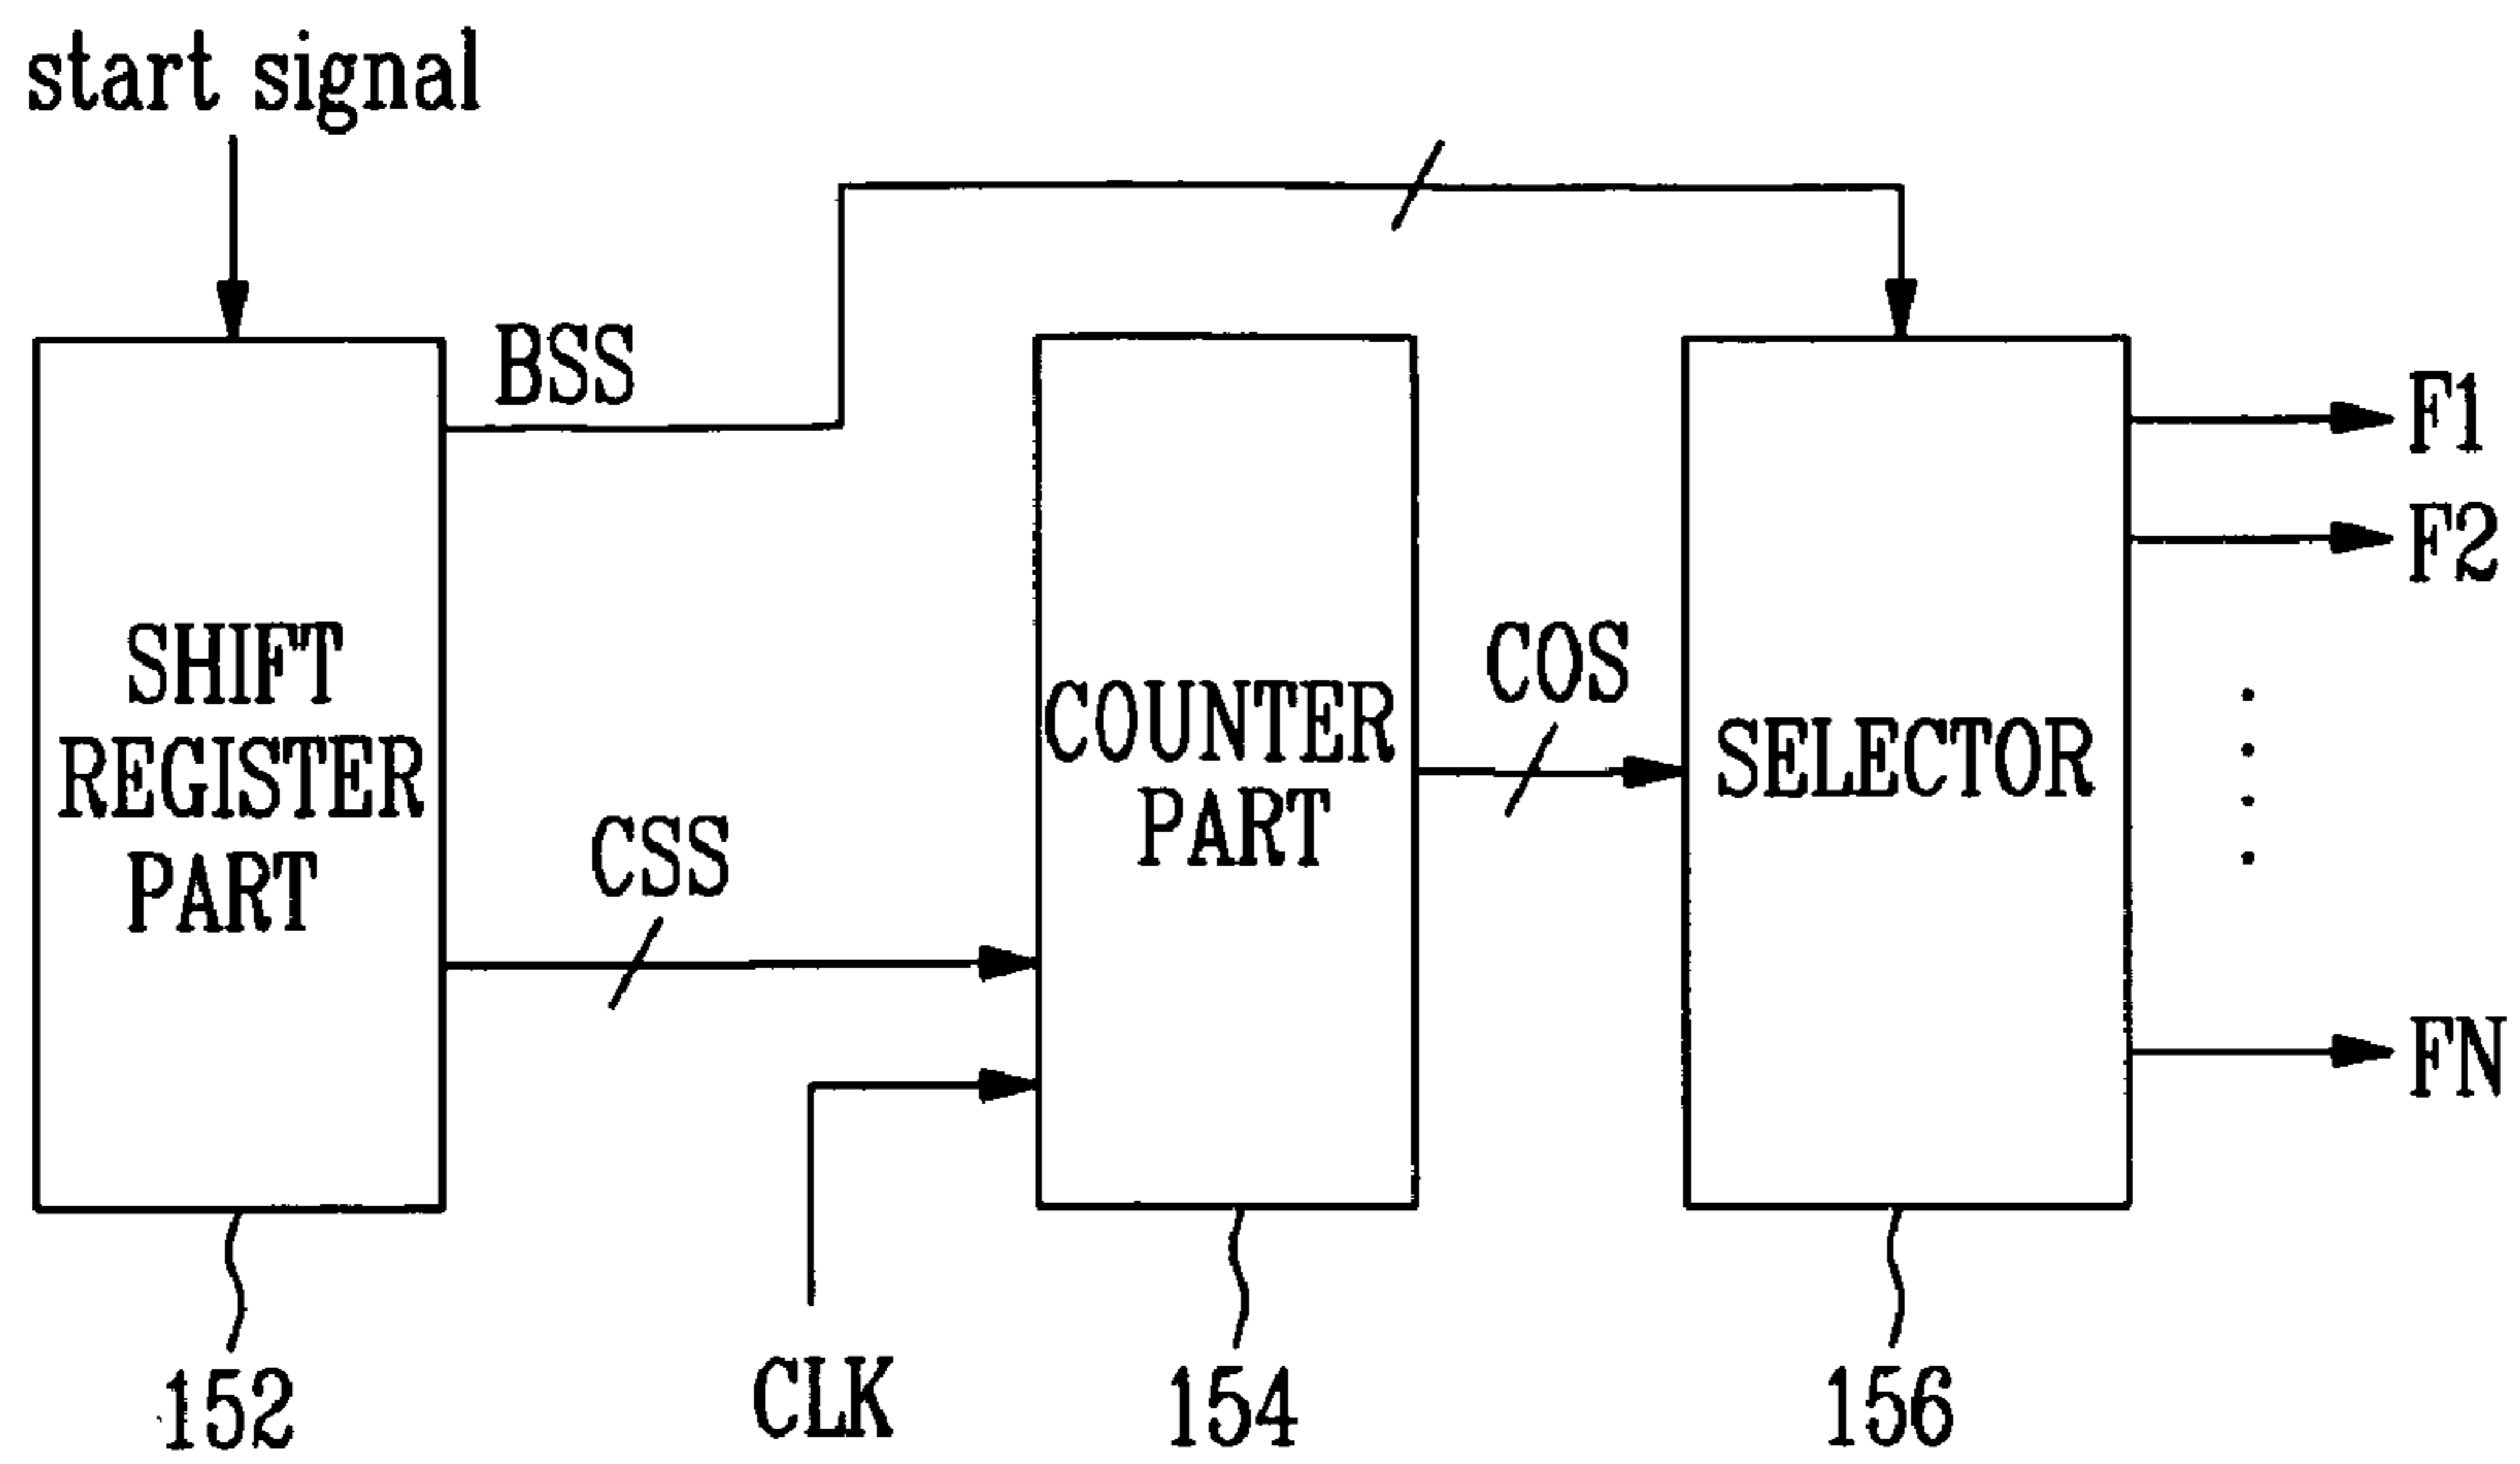 start signal
BSS
F1
F2
SHIFT
REGISTER
PART
COUNTER
PART
COS
SELECTOR
CSS
FN
CLK
152
154
156